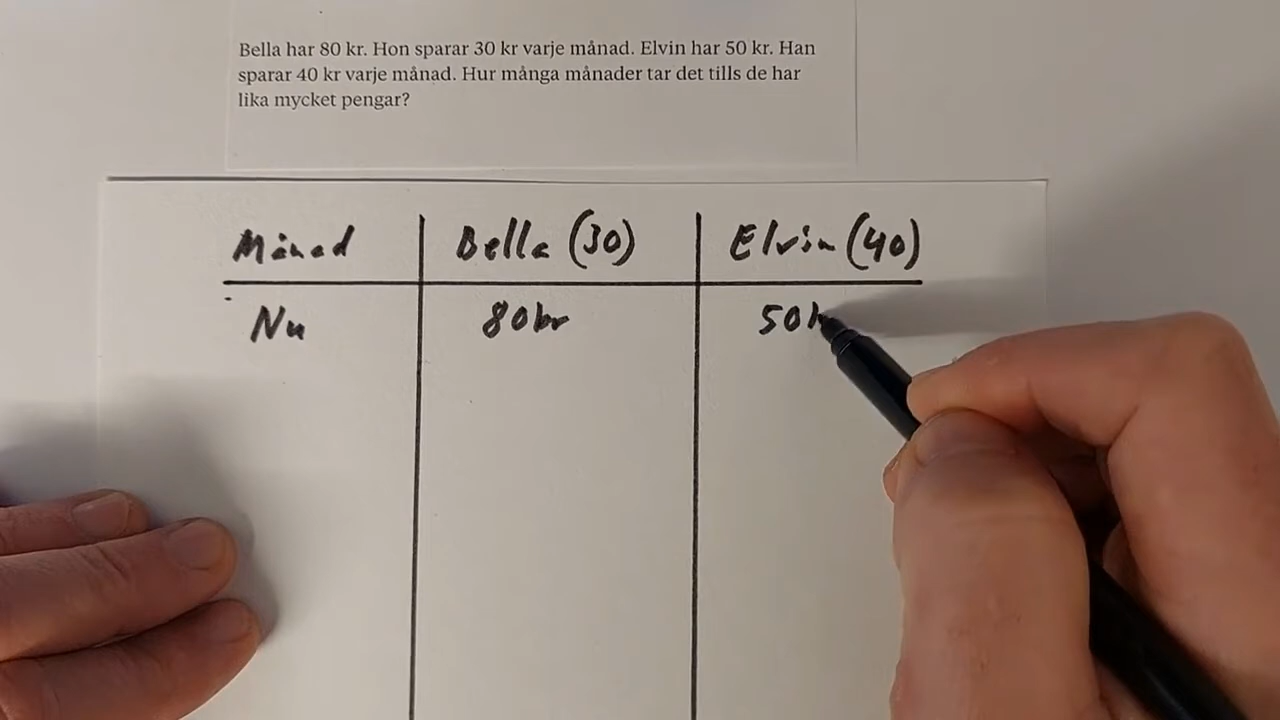 Bella har 80 kr. Hon sparar 30 kr varje månad. Elvin har 50 kr. Han
sparar 40 kr varje månad. Hur många månader tar det tills de har
lika mycket pengar?
Månad Bella (30) Elvin (40)
Nu 80kr 50k